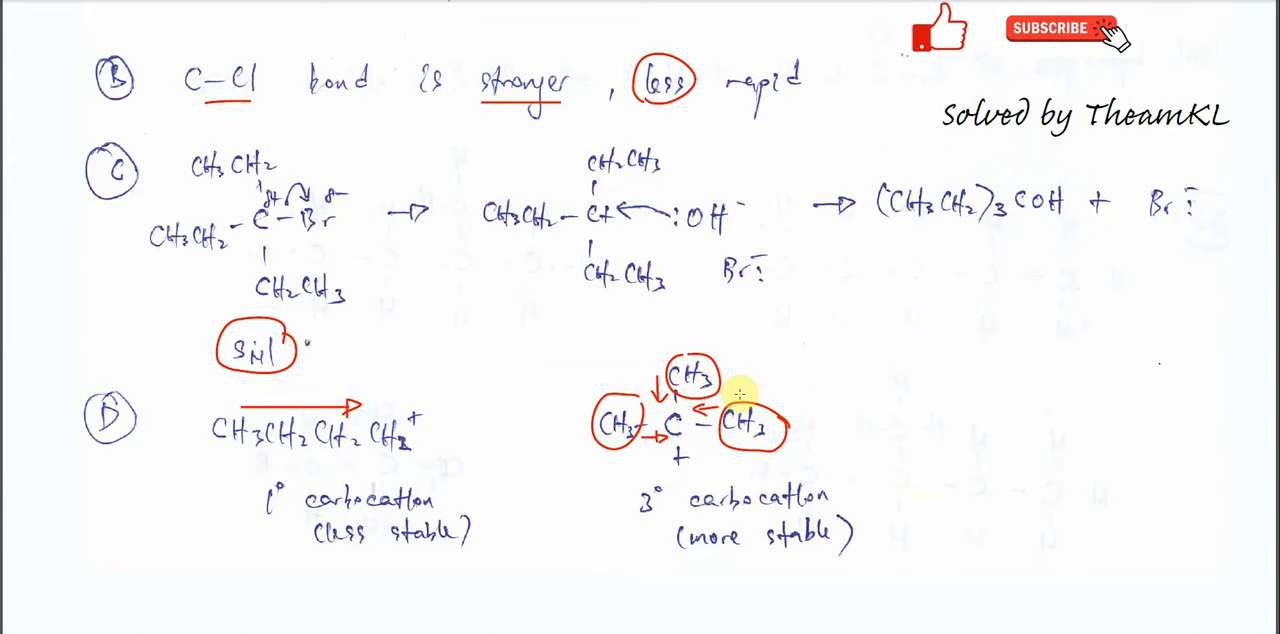 SUBSCRIBE
B C-Cl bond is stronger, less rapid
Solved by TheamKL
C CH3CH2
δ+ δ-
CH3CH2-C-Br →
CH2CH3
CH2CH3
CH3CH2-C+ :OH-
CH2CH3 Br:-
→ (CH3CH2)3COH + Br:-
SN1
D CH3CH2CH2CH2+
1° carbocation
(less stable)
CH3
CH3-C-CH3
+
3° carbocation
(more stable)